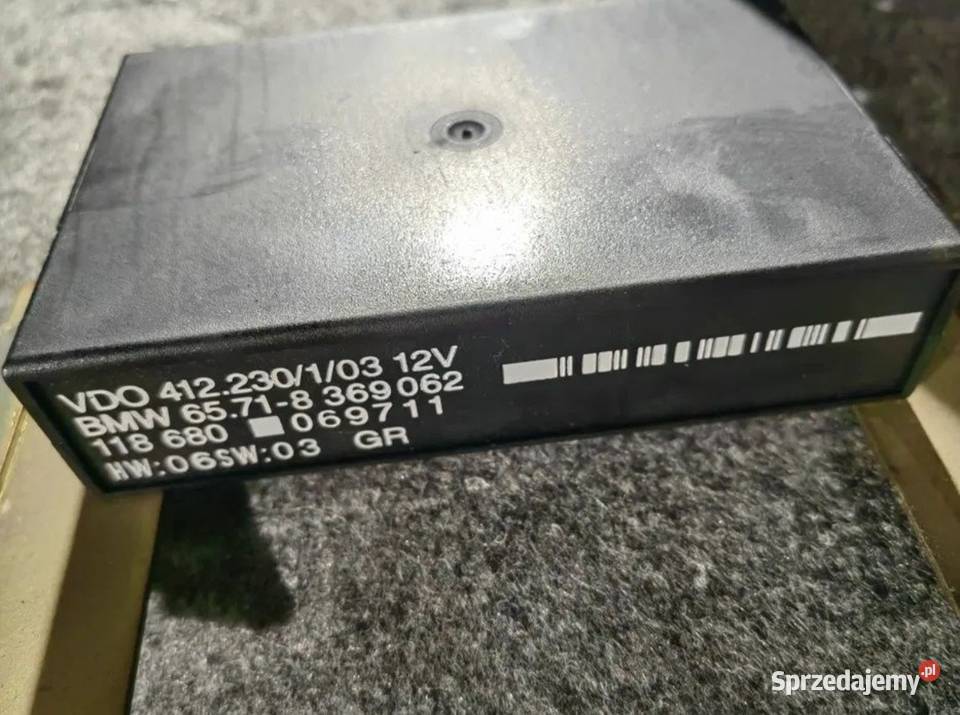 VDO 412.230/1/03 12V
BMW 65.71-8 369 062
118 680 069711
HW:06SW:03 GR
Sprzedajemy.pl